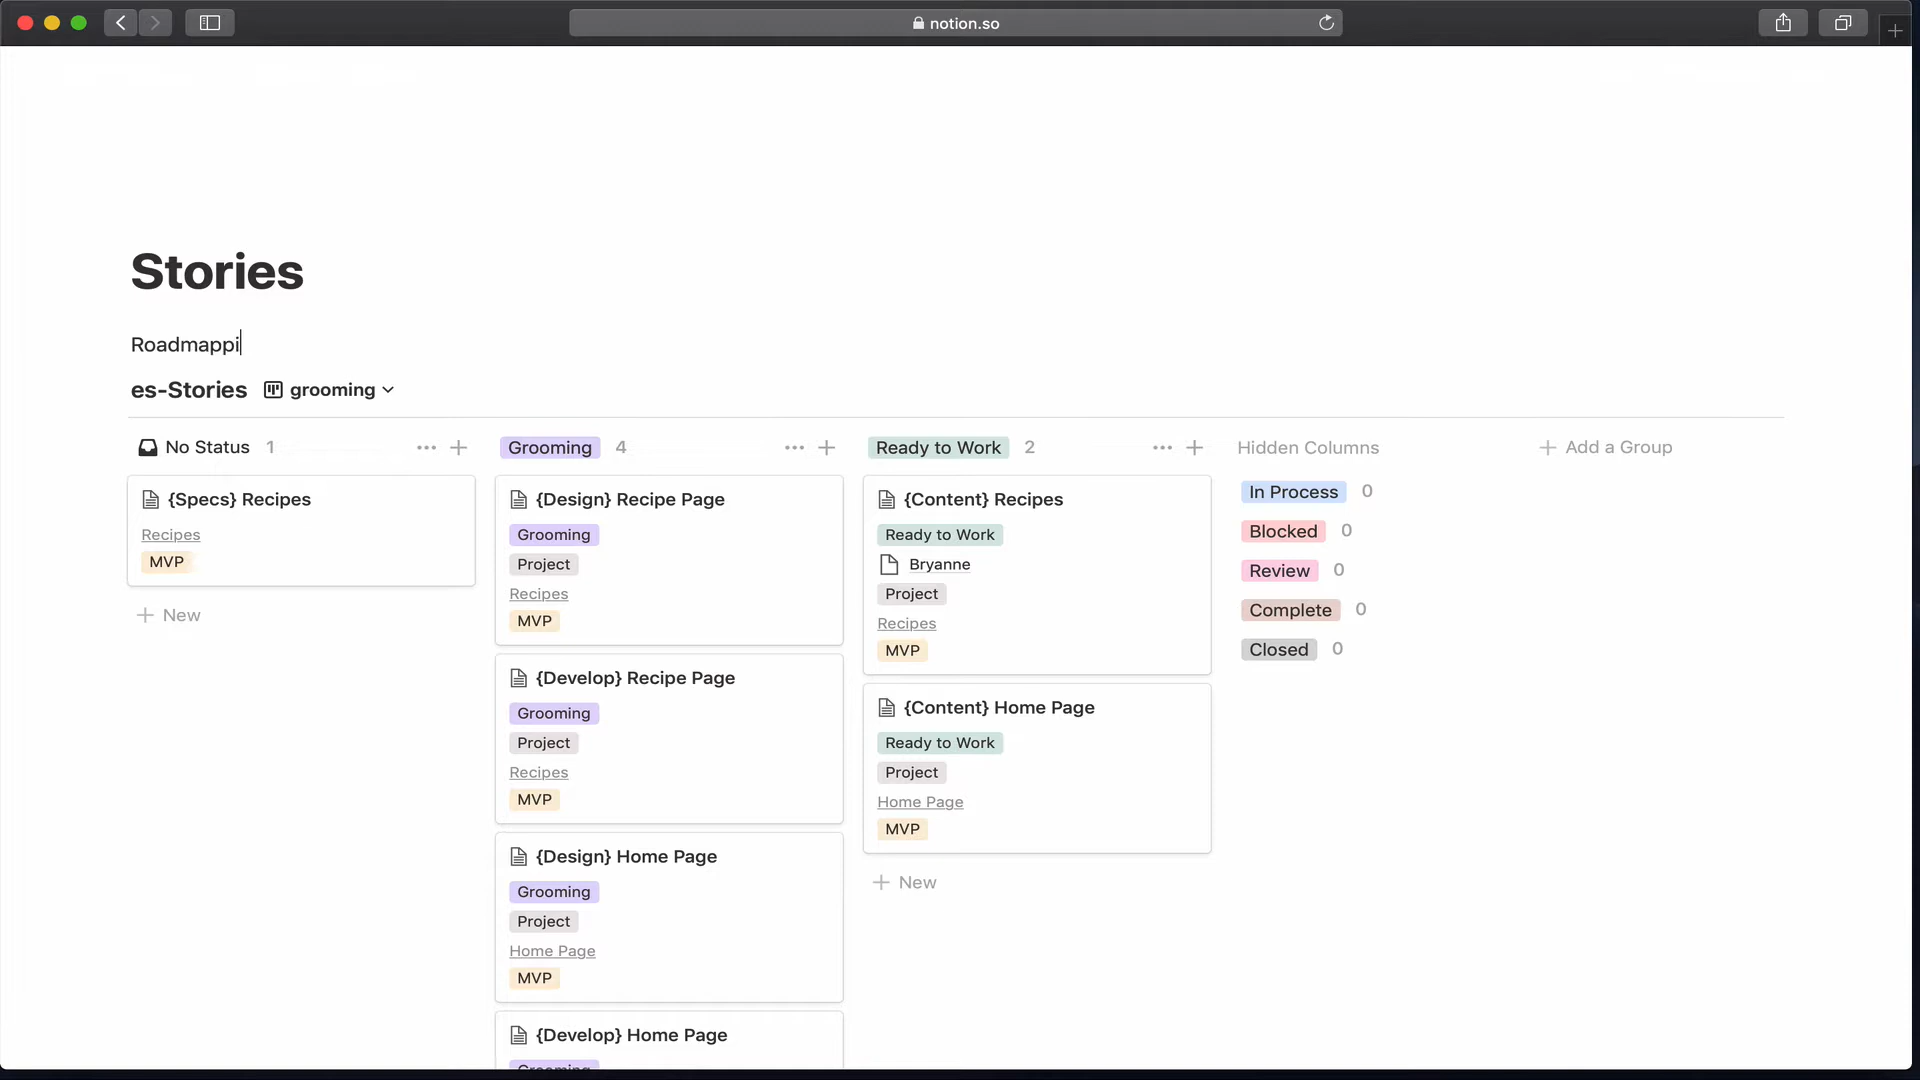 notion.so
Stories
Roadmappi
es-Stories grooming
No Status 1
{Specs} Recipes
Recipes
MVP
New
Grooming 4
{Design} Recipe Page
Grooming
Project
Recipes
MVP
{Develop} Recipe Page
Grooming
Project
Recipes
MVP
{Design} Home Page
Grooming
Project
Home Page
MVP
{Develop} Home Page
Grooming
Ready to Work 2
{Content} Recipes
Ready to Work
Bryanne
Project
Recipes
MVP
{Content} Home Page
Ready to Work
Project
Home Page
MVP
New
Hidden Columns
In Process 0
Blocked 0
Review 0
Complete 0
Closed 0
Add a Group